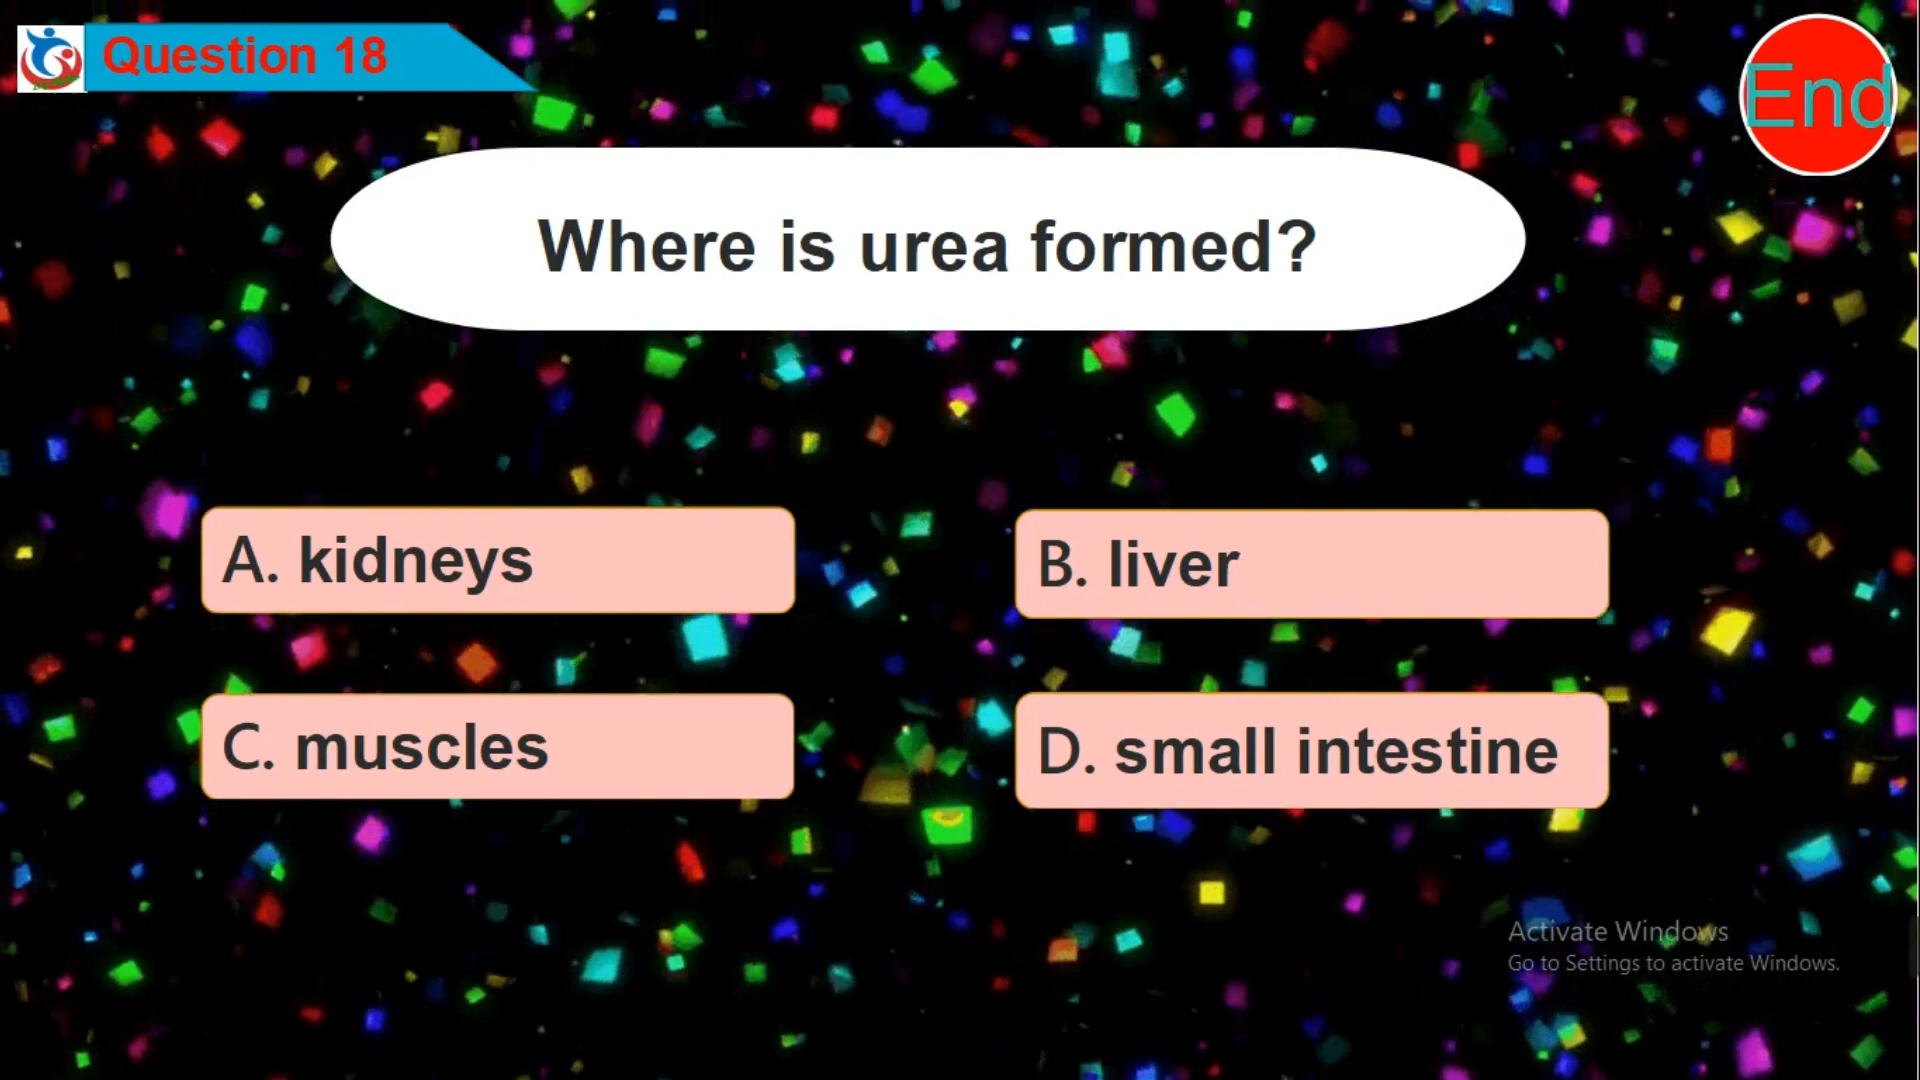 Question 18
End
Where is urea formed?
A. kidneys
B. liver
C. muscles
D. small intestine
Activate Windows
Go to Settings to activate Windows.